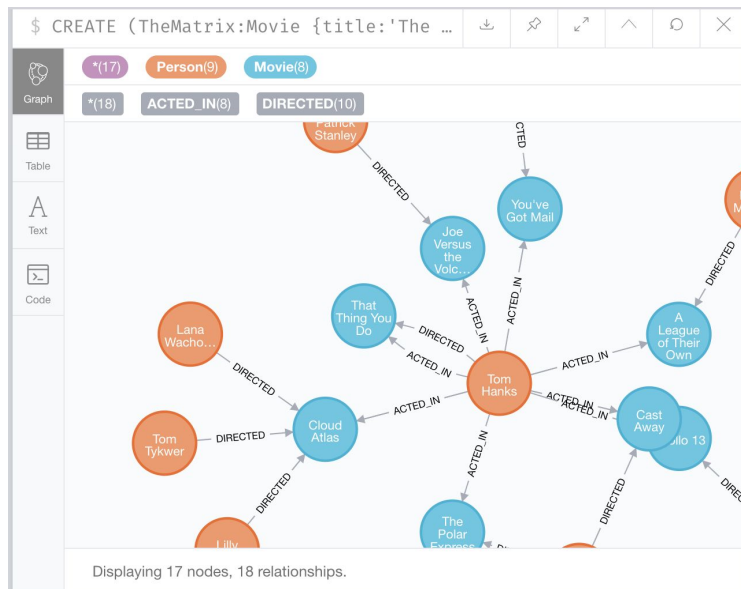 $ CREATE (TheMatrix:Movie {title:'The …
Graph
*(17) Person(9) Movie(8)
*(18) ACTED_IN(8) DIRECTED(10)
Table
Text
Code
Patrick
Stanley
DIRECTED
CTED
You've
Got Mail
Joe
Versus
the
Volc…
DIRECTED
ACTED_IN
ACTED_IN
That
Thing You
Do
DIRECTED
ACTED_IN
A
League
of Their
Own
ACTED_IN
Lana
Wacho…
DIRECTED
Tom
Hanks
ACTED_IN
ACTED_IN
ACTED_IN
Cast
Away
ollo 13
Cloud
Atlas
Tom
Tykwer
DIRECTED
DIRECTED
Lilly
ACTED_IN
The
Polar
Express
DIRECTED
Displaying 17 nodes, 18 relationships.